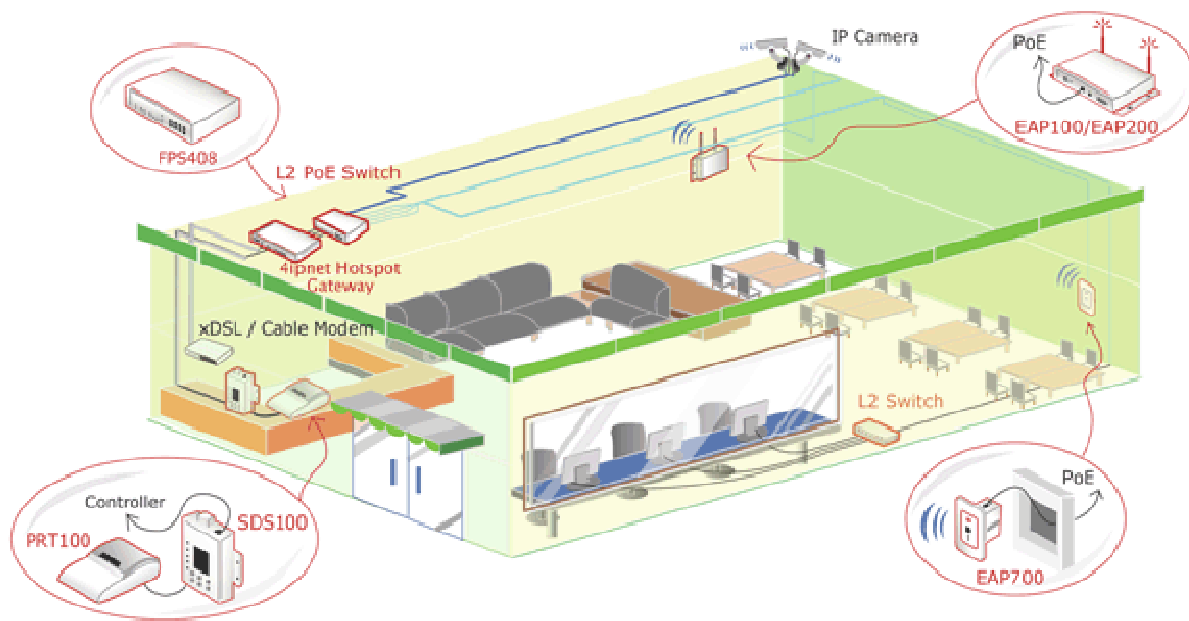 IP Camera
PoE
EAP100/EAP200
FPS408
L2 PoE Switch
4ipnet Hotspot
Gateway
xDSL / Cable Modem
L2 Switch
Controller
SDS100
PRT100
PoE
EAP700